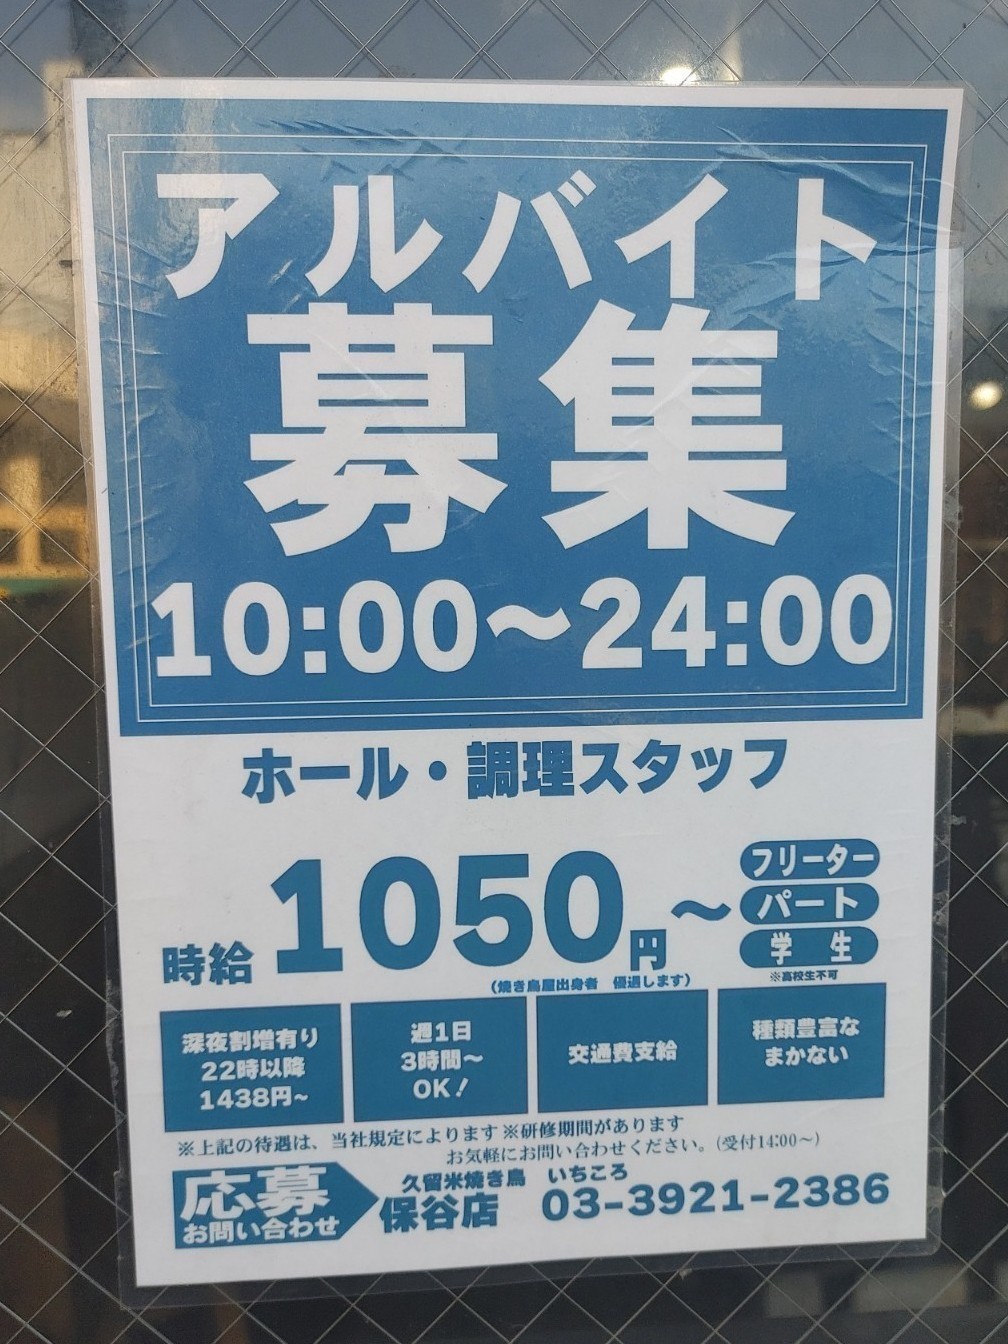 アルバイト
募集
10:00～24:00
ホール・調理スタッフ
時給 1050円～
フリーター
パート
学 生
※高校生不可
(焼き鳥屋出身者 優遇します)
深夜割増有り
22時以降
1438円～
週1日
3時間～
OK!
交通費支給
種類豊富な
まかない
※上記の待遇は、当社規定によります ※研修期間があります
お気軽にお問い合わせください。(受付14:00～)
応募
お問い合わせ
久留米焼き鳥 いちころ
保谷店 03-3921-2386